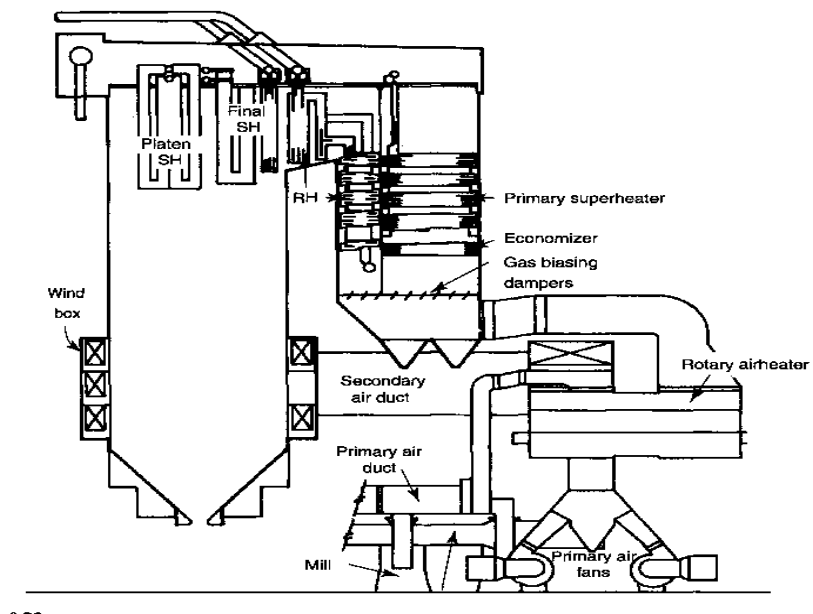 Platen
SH
Final
SH
RH
Primary superheater
Economizer
Gas biasing
dampers
Wind
box
Secondary
air duct
Rotary airheater
Primary air
duct
Mill
Primary air
fans